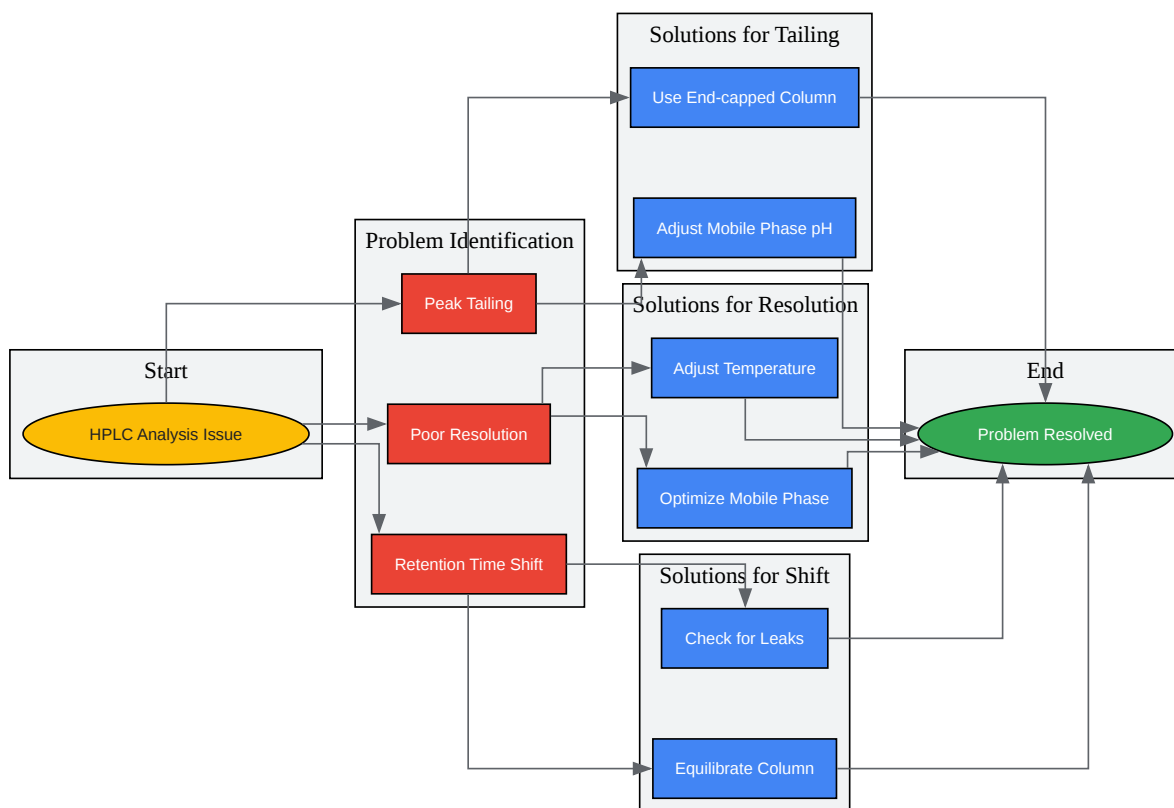 Start
HPLC Analysis Issue
Problem Identification
Peak Tailing
Poor Resolution
Retention Time Shift
Solutions for Tailing
Use End-capped Column
Adjust Mobile Phase pH
Solutions for Resolution
Adjust Temperature
Optimize Mobile Phase
Solutions for Shift
Check for Leaks
Equilibrate Column
End
Problem Resolved